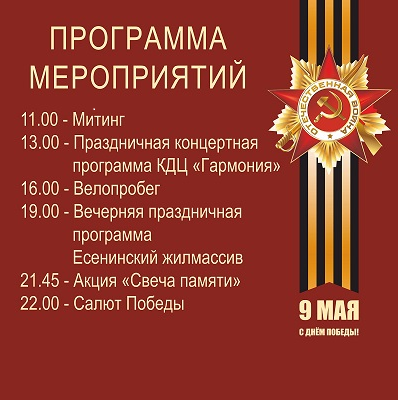 ПРОГРАММА
МЕРОПРИЯТИЙ
11.00 - Митинг
13.00 - Праздничная концертная
программа КДЦ «Гармония»
16.00 - Велопробег
19.00 - Вечерняя праздничная
программа
Есенинский жилмассив
21.45 - Акция «Свеча памяти»
22.00 - Салют Победы
ОТЕЧЕСТВЕННАЯ ВОЙНА
9 МАЯ
С ДНЁМ ПОБЕДЫ!